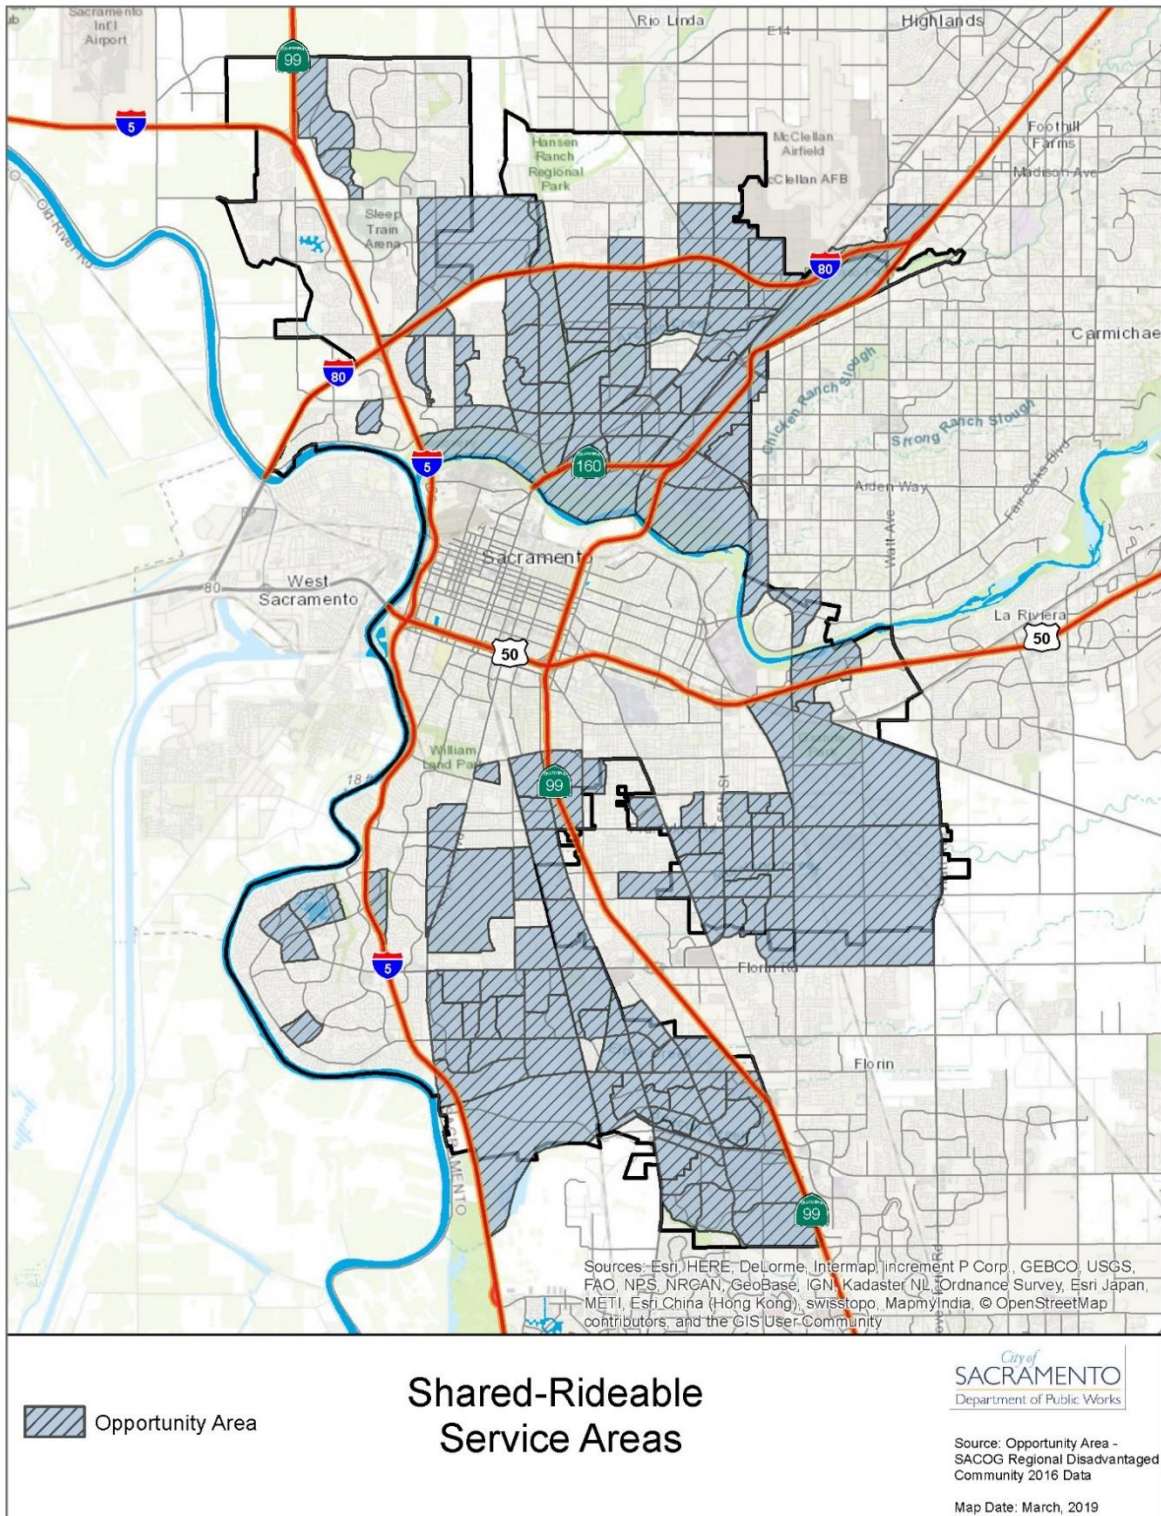 Sacramento
Int'l
Airport
Rio Linda
Highlands
E14
99
5
Foothill
Farms
McClellan
Airfield
Hansen
Ranch
Regional
Park
Madison Ave
McClellan AFB
Old River Rd
Sleep
Train
Arena
80
Carmichae
80
Chicken Ranch Slough
Strong Ranch Slough
5
160
Fair Oaks Blvd
Arden Way
Watt Ave
Sacramento
West
Sacramento
80
La Riviera
50
50
William
Land Park
18 ft
99
65th St
5
Florin Rd
Florin
SACRAMENTO
99
Sources: Esri, HERE, DeLorme, Intermap, increment P Corp., GEBCO, USGS,
FAO, NPS, NRCAN, GeoBase, IGN, Kadaster NL, Ordnance Survey, Esri Japan,
METI, Esri China (Hong Kong), swisstopo, MapmyIndia, © OpenStreetMap
contributors, and the GIS User Community
Opportunity Area
Shared-Rideable
Service Areas
City of
SACRAMENTO
Department of Public Works
Source: Opportunity Area -
SACOG Regional Disadvantaged
Community 2016 Data
Map Date: March, 2019